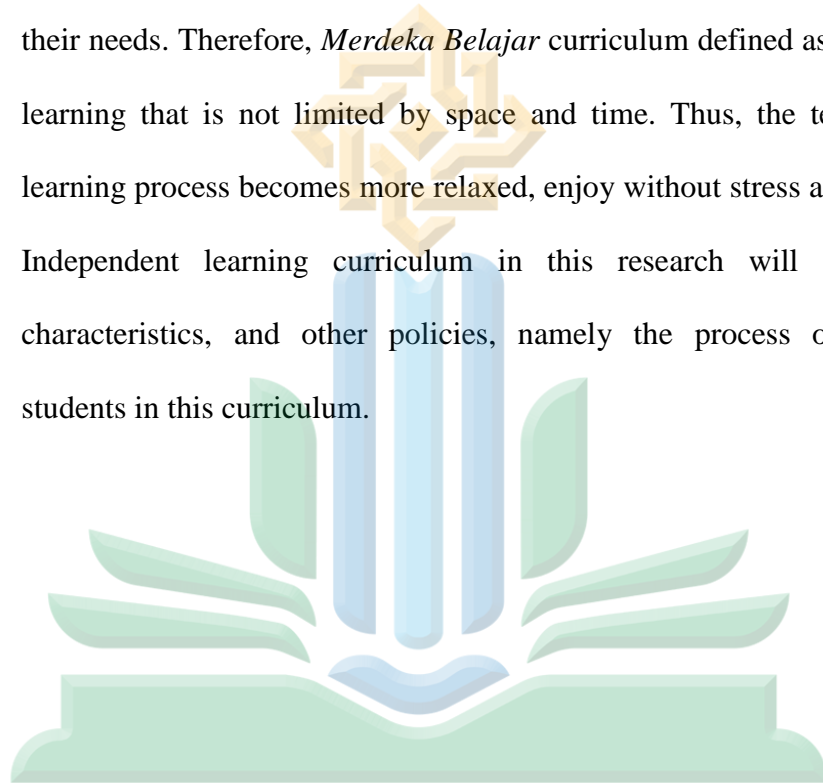 their needs. Therefore, Merdeka Belajar curriculum defined as
learning that is not limited by space and time. Thus, the
learning process becomes more relaxed, enjoy without stress
Independent learning curriculum in this research will
characteristics, and other policies, namely the process
students in this curriculum.